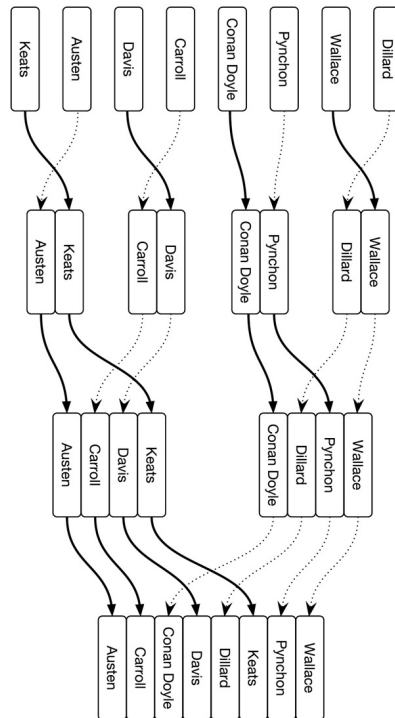 Keats
Austen
Davis
Carroll
Conan Doyle
Pynchon
Wallace
Dillard
Austen
Keats
Carroll
Davis
Conan Doyle
Pynchon
Dillard
Wallace
Austen
Carroll
Davis
Keats
Conan Doyle
Dillard
Pynchon
Wallace
Austen
Carroll
Conan Doyle
Davis
Dillard
Keats
Pynchon
Wallace